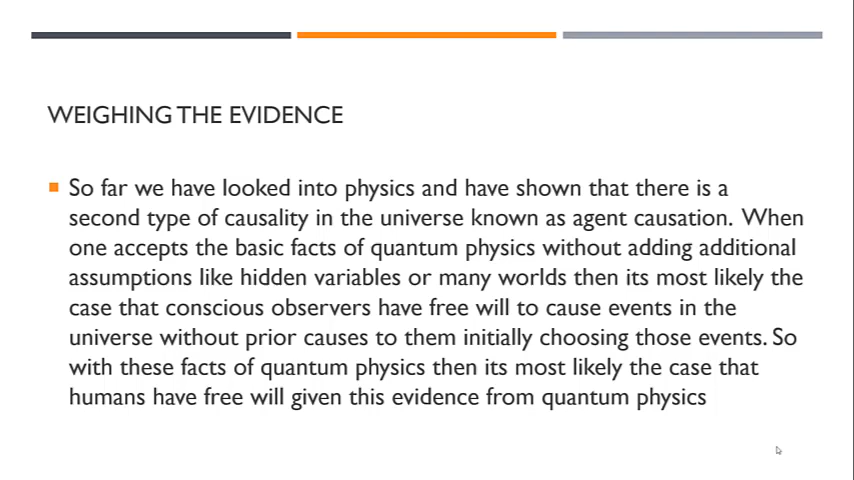 WEIGHING THE EVIDENCE
So far we have looked into physics and have shown that there is a
second type of causality in the universe known as agent causation. When
one accepts the basic facts of quantum physics without adding additional
assumptions like hidden variables or many worlds then its most likely the
case that conscious observers have free will to cause events in the
universe without prior causes to them initially choosing those events. So
with these facts of quantum physics then its most likely the case that
humans have free will given this evidence from quantum physics